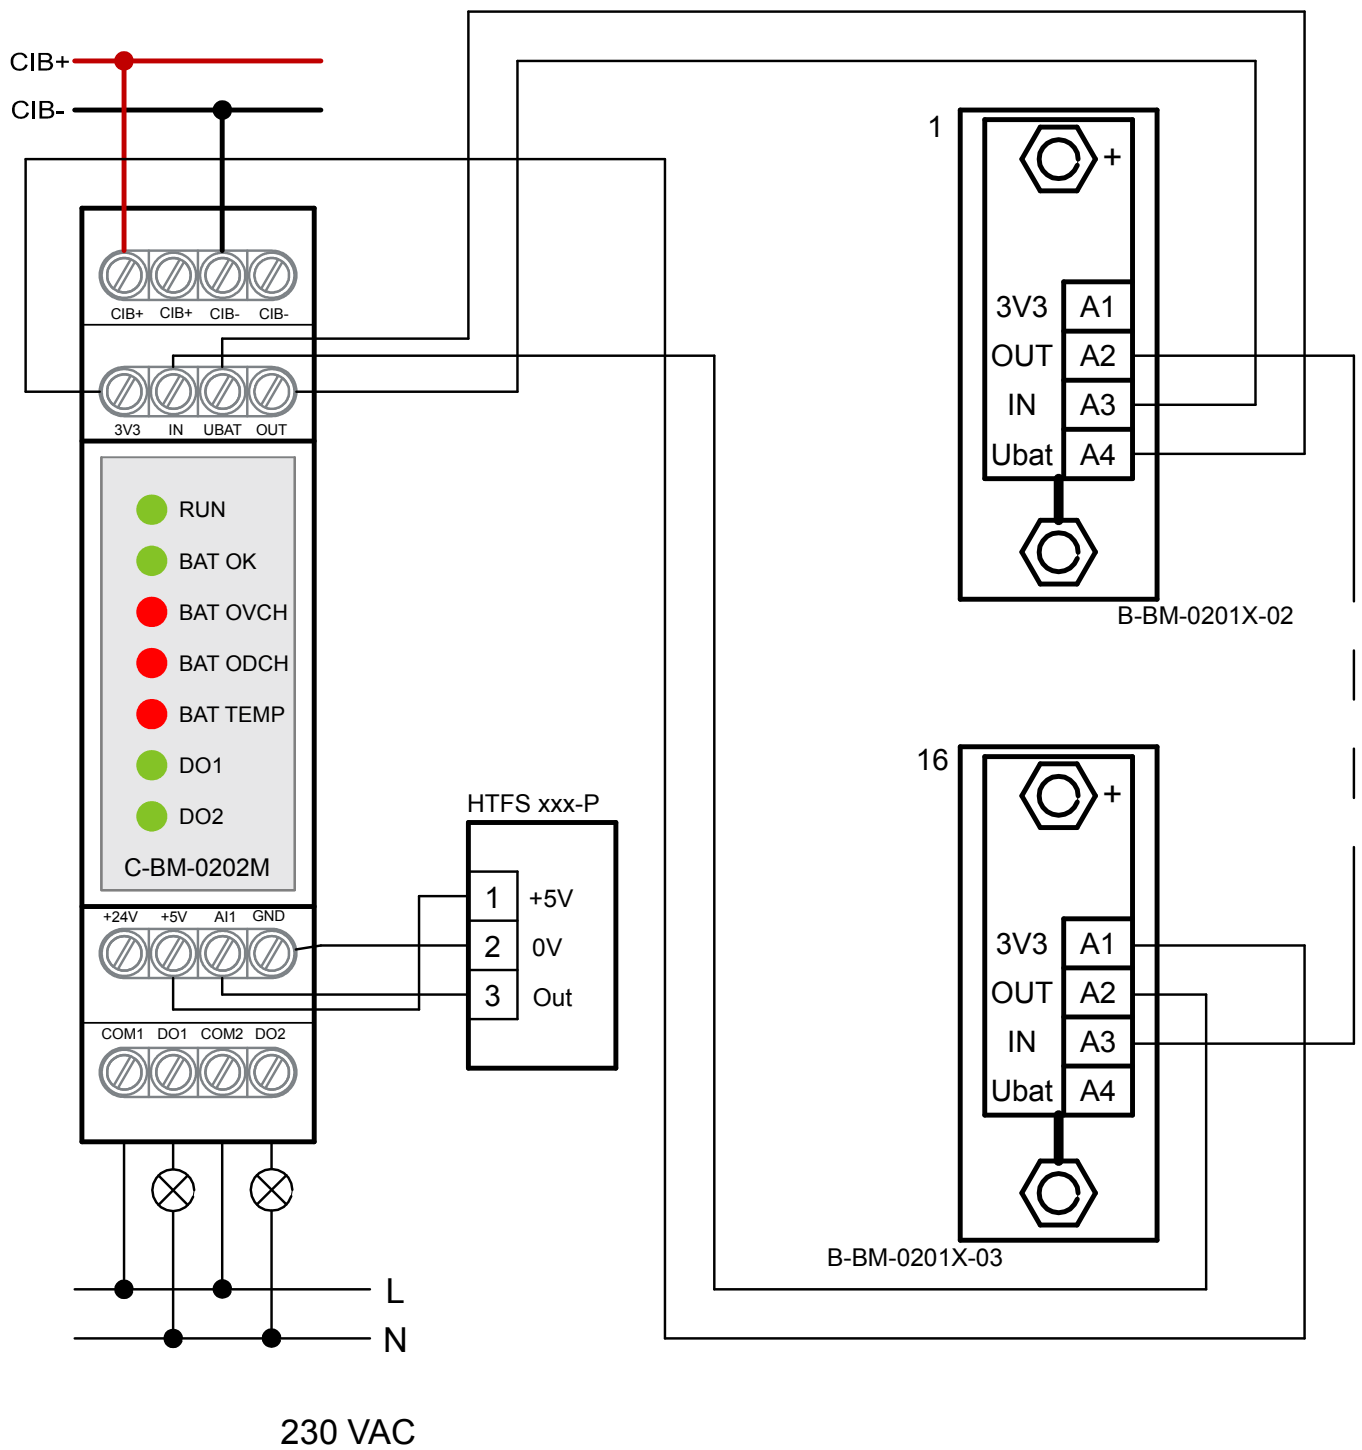 CIB+
CIB-
CIB+ CIB+ CIB- CIB-
3V3 IN UBAT OUT
RUN
BAT OK
BAT OVCH
BAT ODCH
BAT TEMP
DO1
DO2
C-BM-0202M
+24V +5V AI1 GND
COM1 DO1 COM2 DO2
L
N
230 VAC
HTFS xxx-P
1 +5V
2 0V
3 Out
1
+
3V3 A1
OUT A2
IN A3
Ubat A4
B-BM-0201X-02
16
+
3V3 A1
OUT A2
IN A3
Ubat A4
B-BM-0201X-03